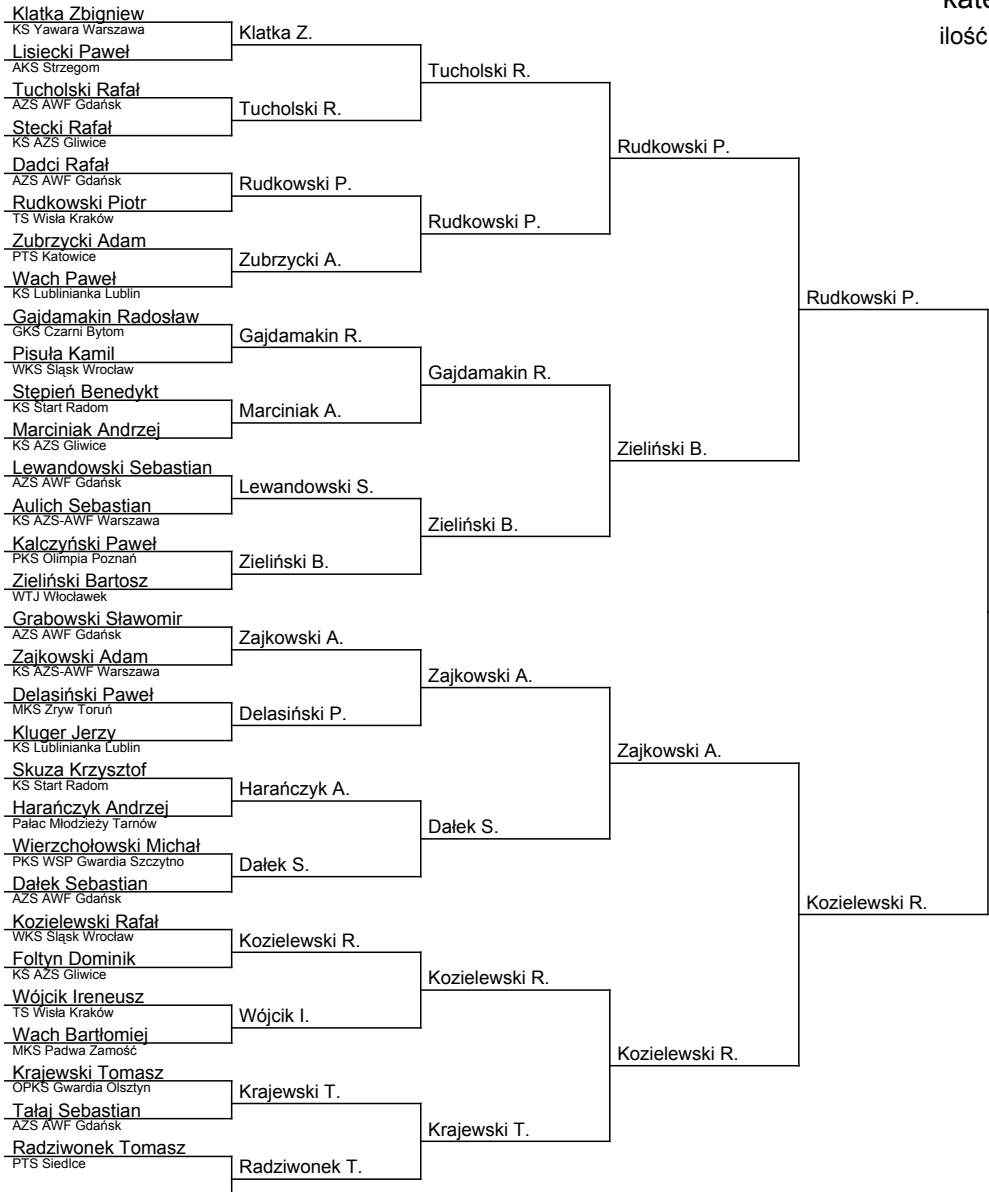 kate
ilość
Klatka Zbigniew
KS Yawara Warszawa
Lisiecki Paweł
AKS Strzegom
Tucholski Rafał
AZS AWF Gdańsk
Stecki Rafał
KS AZS Gliwice
Dadci Rafał
AZS AWF Gdańsk
Rudkowski Piotr
TS Wisła Kraków
Zubrzycki Adam
PTS Katowice
Wach Paweł
KS Lublinianka Lublin
Gajdamakin Radosław
GKS Czarni Bytom
Pisuła Kamil
WKS Śląsk Wrocław
Stępień Benedykt
KS Start Radom
Marciniak Andrzej
KS AZS Gliwice
Lewandowski Sebastian
AZS AWF Gdańsk
Aulich Sebastian
KS AZS-AWF Warszawa
Kalczyński Paweł
PKS Olimpia Poznań
Zieliński Bartosz
WTJ Włocławek
Grabowski Sławomir
AZS AWF Gdańsk
Zajkowski Adam
KS AZS-AWF Warszawa
Delasiński Paweł
MKS Zryw Toruń
Kluger Jerzy
KS Lublinianka Lublin
Skuza Krzysztof
KS Start Radom
Harańczyk Andrzej
Pałac Młodzieży Tarnów
Wierzchołowski Michał
PKS WSP Gwardia Szczytno
Dałek Sebastian
AZS AWF Gdańsk
Kozielewski Rafał
WKS Śląsk Wrocław
Foltyn Dominik
KS AZS Gliwice
Wójcik Ireneusz
TS Wisła Kraków
Wach Bartłomiej
MKS Padwa Zamość
Krajewski Tomasz
OPKS Gwardia Olsztyn
Tałaj Sebastian
AZS AWF Gdańsk
Radziwonek Tomasz
PTS Siedlce
Klatka Z.
Tucholski R.
Rudkowski P.
Zubrzycki A.
Gajdamakin R.
Marciniak A.
Lewandowski S.
Zieliński B.
Zajkowski A.
Delasiński P.
Harańczyk A.
Dałek S.
Kozielewski R.
Wójcik I.
Krajewski T.
Radziwonek T.
Tucholski R.
Rudkowski P.
Gajdamakin R.
Zieliński B.
Zajkowski A.
Dałek S.
Kozielewski R.
Krajewski T.
Rudkowski P.
Zieliński B.
Zajkowski A.
Kozielewski R.
Rudkowski P.
Kozielewski R.